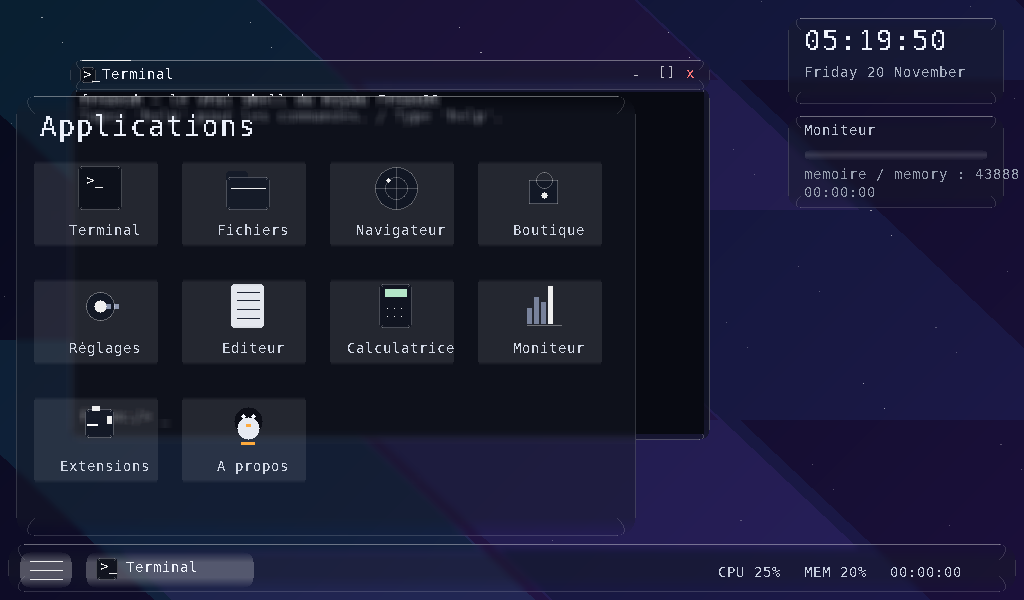 05:19:50
Friday 20 November
>_ Terminal - [] x
Applications
>_
Terminal Fichiers Navigateur Boutique
Réglages Editeur Calculatrice Moniteur
Extensions A propos
Moniteur
memoire / memory : 43888
00:00:00
>_ Terminal
CPU 25% MEM 20% 00:00:00